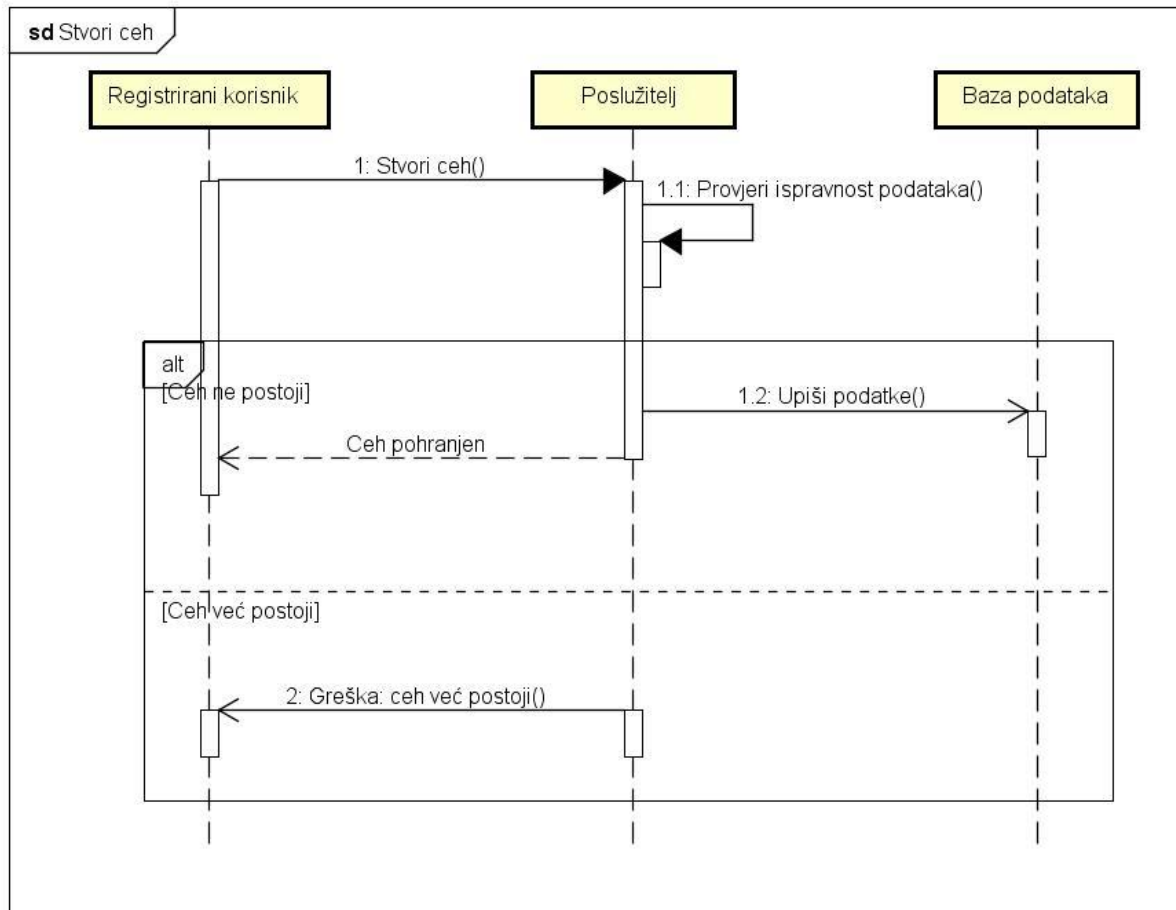 sd Stvori ceh
Registrirani korisnik
Poslužitelj
Baza podataka
1: Stvori ceh()
1.1: Provjeri ispravnost podataka()
alt
[Ceh ne postoji]
1.2: Upiši podatke()
Ceh pohranjen
[Ceh već postoji]
2: Greška: ceh već postoji()